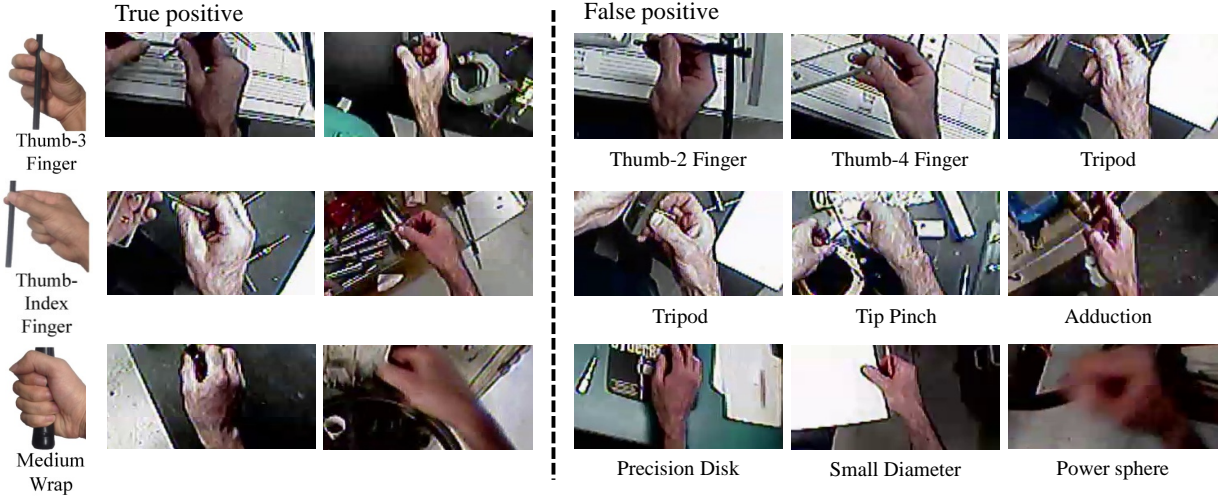 True positive
False positive
Thumb-3
Finger
Thumb-2 Finger
Thumb-4 Finger
Tripod
Thumb-
Index
Finger
Tripod
Tip Pinch
Adduction
Medium
Wrap
Precision Disk
Small Diameter
Power sphere